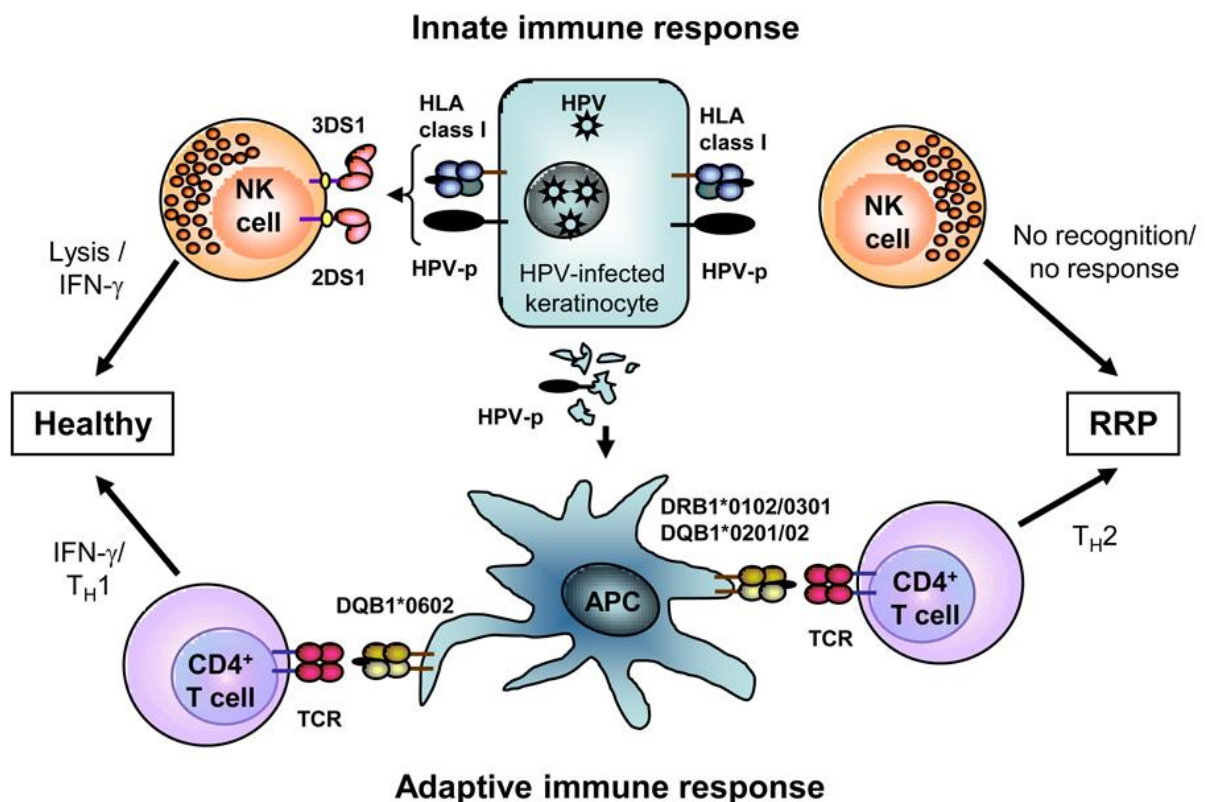 Innate immune response
3DS1
NK
cell
2DS1
HLA
class I
HPV-p
HPV
HPV-infected
keratinocyte
HLA
class I
HPV-p
NK
cell
Lysis /
IFN-γ
No recognition/
no response
Healthy
HPV-p
RRP
IFN-γ/
TH1
CD4+
T cell
TCR
DQB1*0602
APC
DRB1*0102/0301
DQB1*0201/02
TCR
CD4+
T cell
TH2
Adaptive immune response